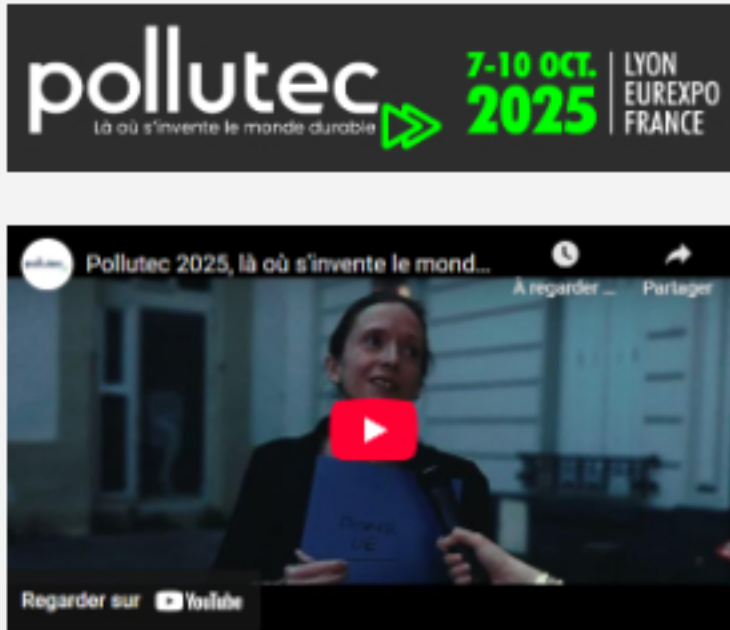 pollutec
Là où s'invente le monde durable
7-10 OCT.
2025
LYON
EUREXPO
FRANCE
Pollutec 2025, là où s'invente le mond...
À regarder ...
Partager
Regarder sur YouTube